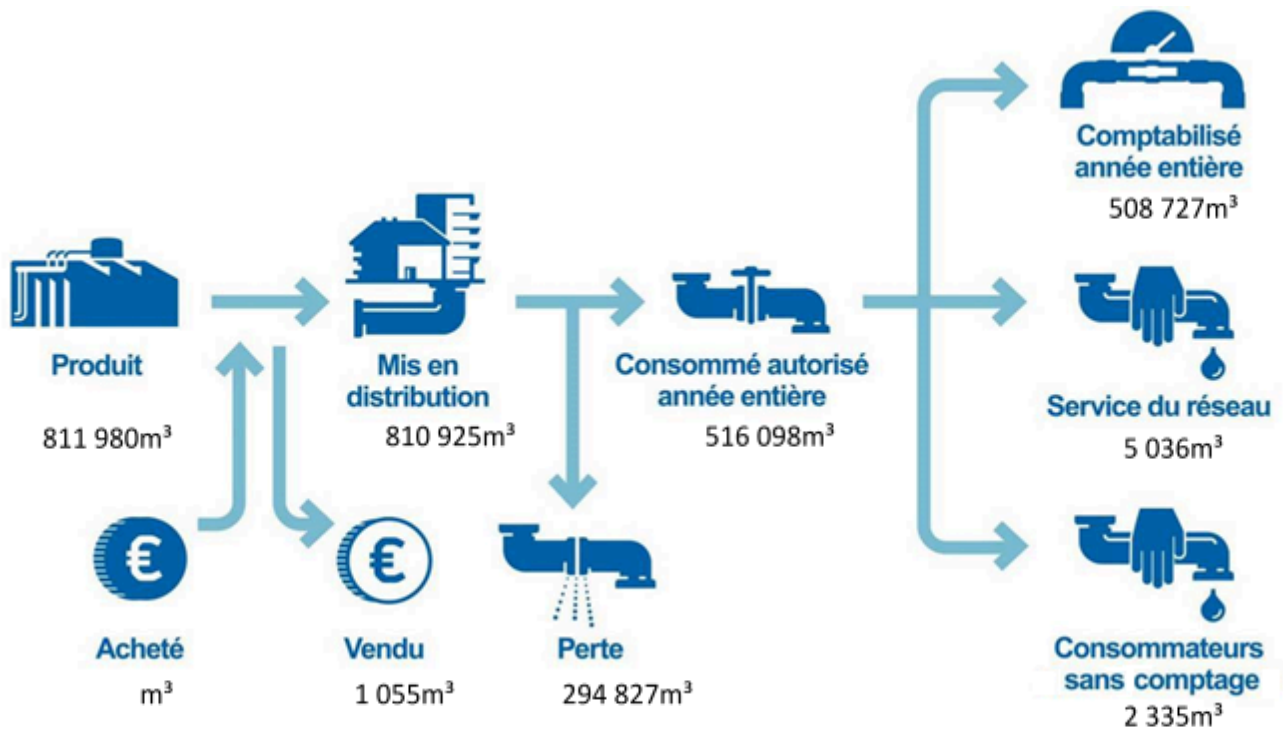 Comptabilisé
année entière
508 727m³
Produit
811 980m³
Mis en
distribution
810 925m³
Consommé autorisé
année entière
516 098m³
Service du réseau
5 036m³
€
Acheté
m³
€
Vendu
1 055m³
Perte
294 827m³
Consommateurs
sans comptage
2 335m³